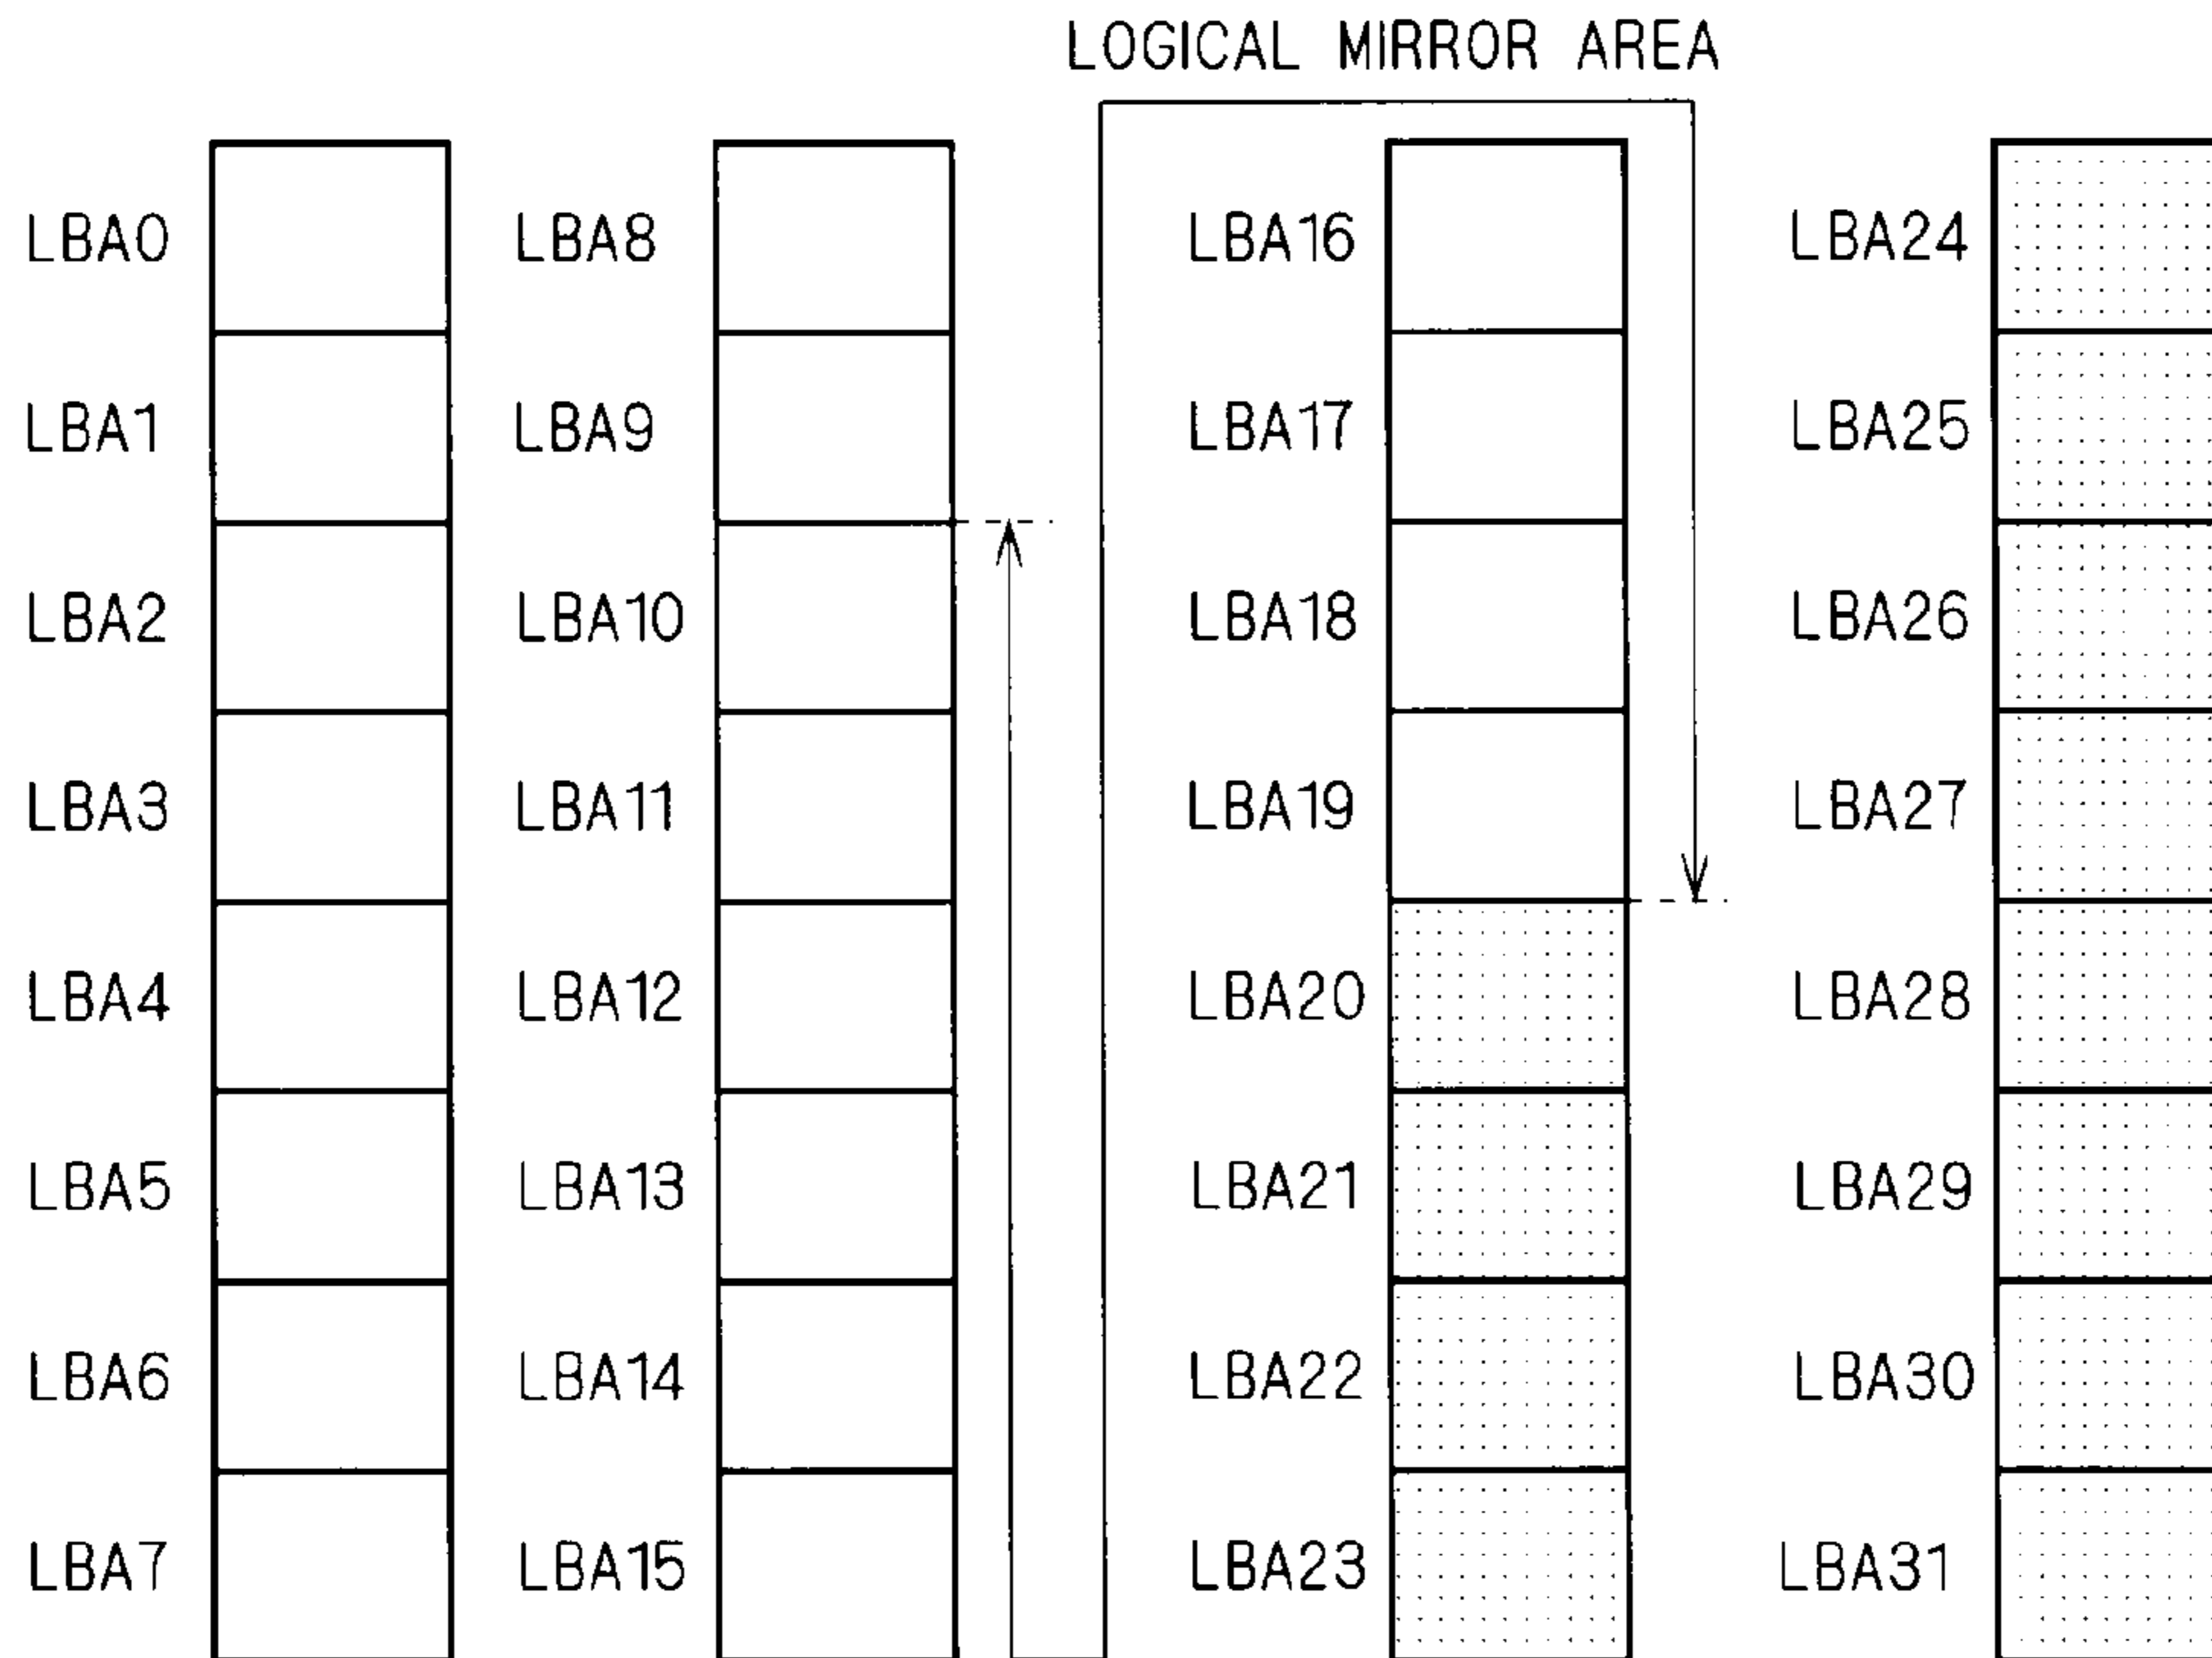 LOGICAL MIRROR AREA
LBA0 LBA8 LBA16 LBA24
LBA1 LBA9 LBA17 LBA25
LBA2 LBA10 LBA18 LBA26
LBA3 LBA11 LBA19 LBA27
LBA4 LBA12 LBA20 LBA28
LBA5 LBA13 LBA21 LBA29
LBA6 LBA14 LBA22 LBA30
LBA7 LBA15 LBA23 LBA31